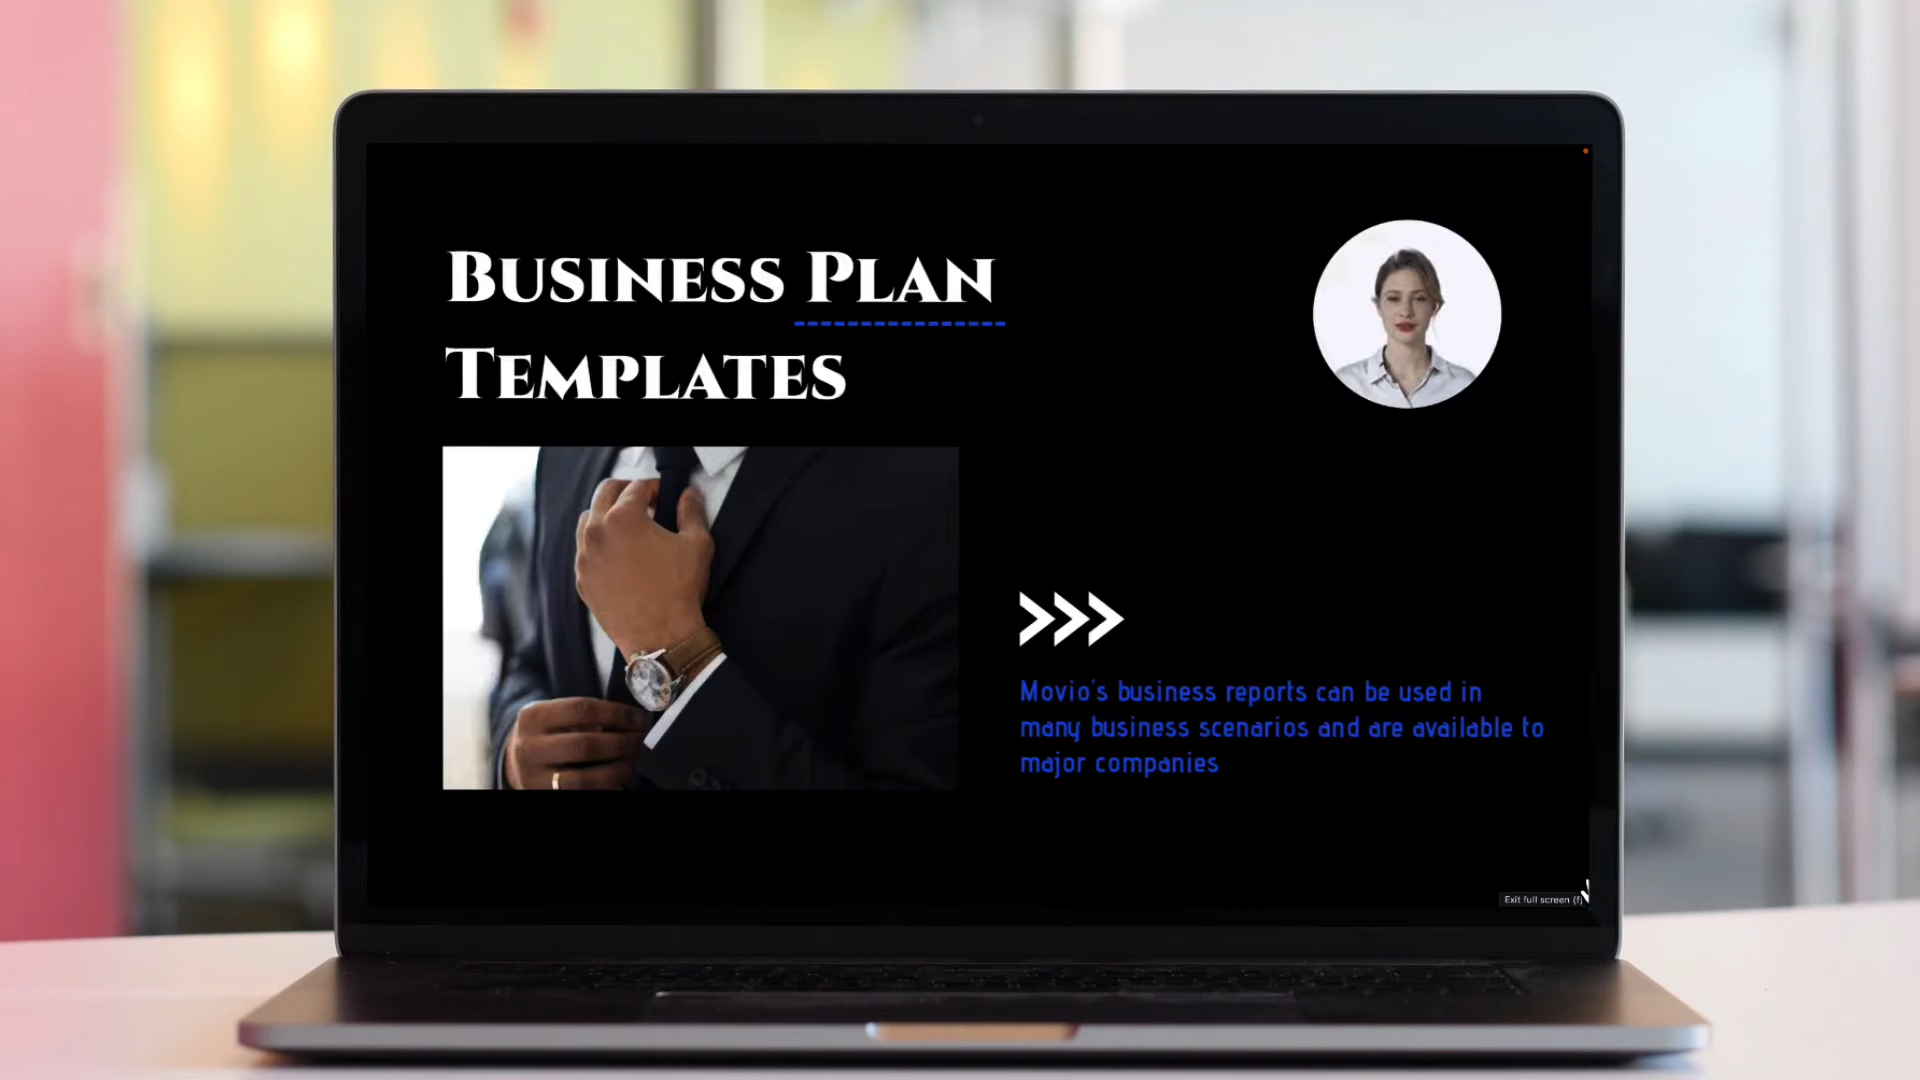 Business Plan
Templates
>>>
Movio's business reports can be used in
many business scenarios and are available to
major companies
Exit full screen (f)